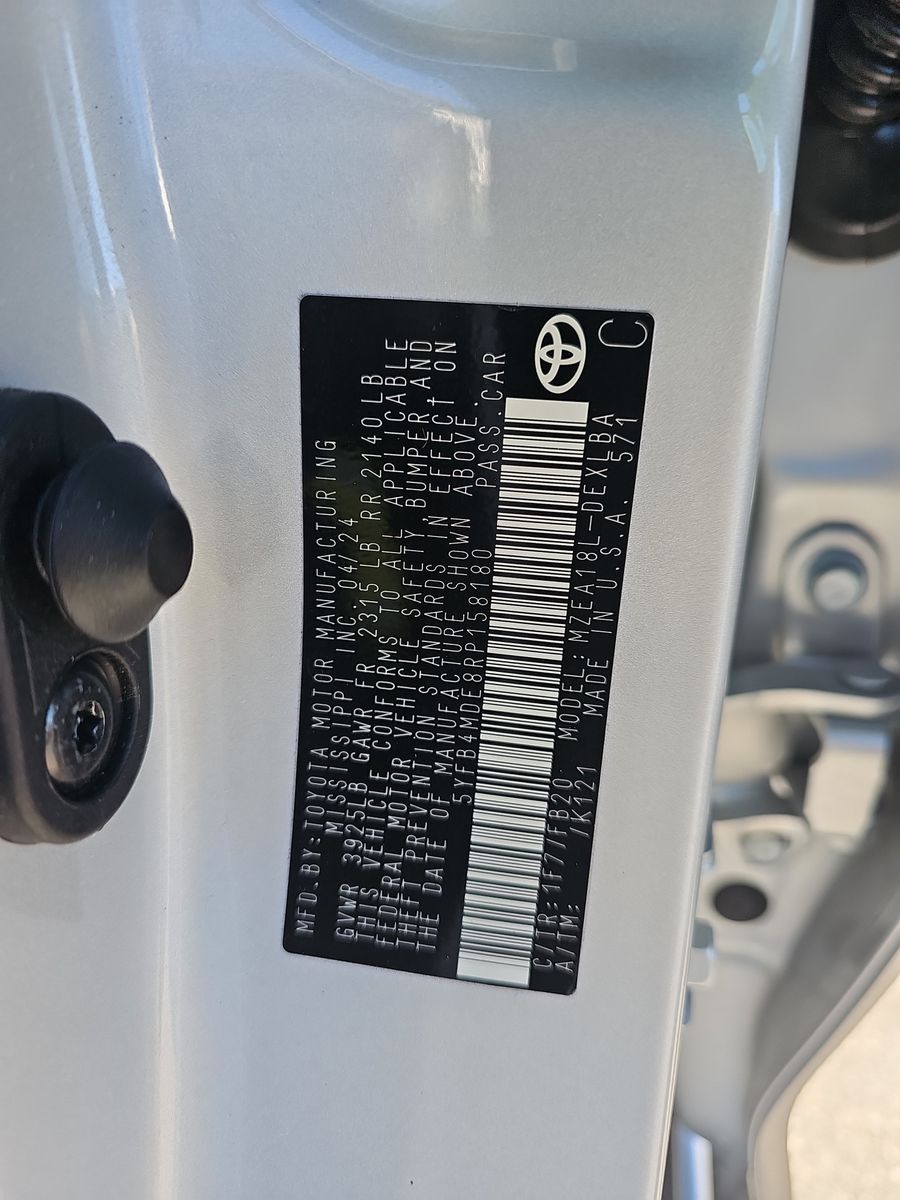 MFD.BY:TOYOTA MOTOR MANUFACTURING
MISSISSIPPI INC.04/24
GVWR 3925LB GAWR FR 2315 LB, RR 2140LB
THIS VEHICLE CONFORMS TO ALL APPLICABLE
FEDERAL MOTOR VEHICLE SAFETY, BUMPER AND
THEFT PREVENTION STANDARDS IN EFFECT ON
THE DATE OF MANUFACTURE SHOWN ABOVE.
5YFB4MDE8RP158180 PASS.CAR
C/TR:1F7/FB20 MODEL:MZEA18L-DEXLBA
A/TM: /K121 MADE IN U.S.A. 571
C